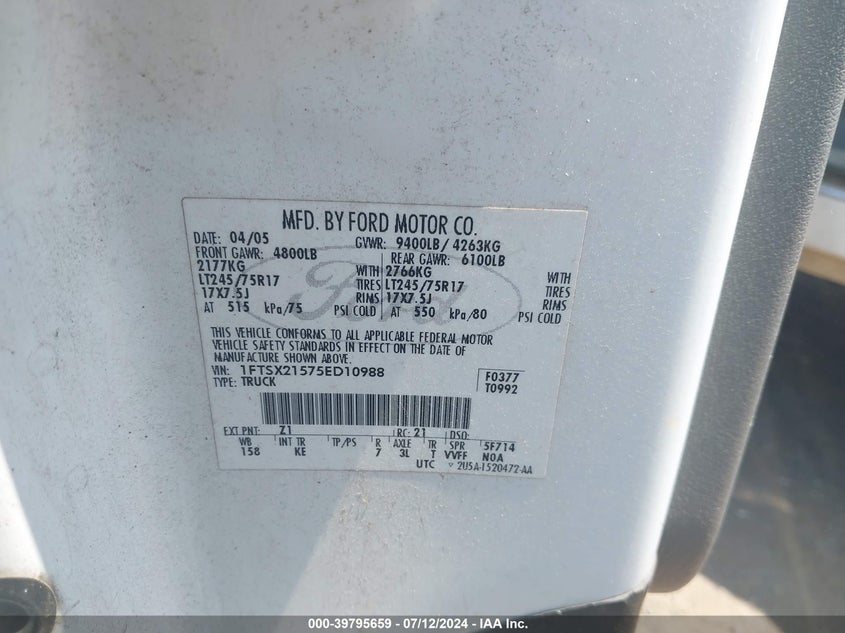 MFD. BY FORD MOTOR CO.
DATE: 04/05 GVWR: 9400LB/ 4263KG
FRONT GAWR: 4800LB REAR GAWR: 6100LB
2177KG WITH 2766KG WITH
LT245/75R17 TIRES LT245/75R17 TIRES
17X7.5J RIMS 17X7.5J RIMS
AT 515 kPa/75 PSI COLD AT 550 kPa/80 PSI COLD
Ford
THIS VEHICLE CONFORMS TO ALL APPLICABLE FEDERAL MOTOR
VEHICLE SAFETY STANDARDS IN EFFECT ON THE DATE OF
MANUFACTURE SHOWN ABOVE.
VIN: 1FTSX21575ED10988 F0377
TYPE: TRUCK T0992
EXT PNT: Z1 RC: 21 DSO:
WB INT TR TP/PS R AXLE TR SPR 5F714
158 KE 7 3L T VVFF N0A
UTC ▽ 2U5A-1520472-AA
000-39795659 - 07/12/2024 - IAA Inc.